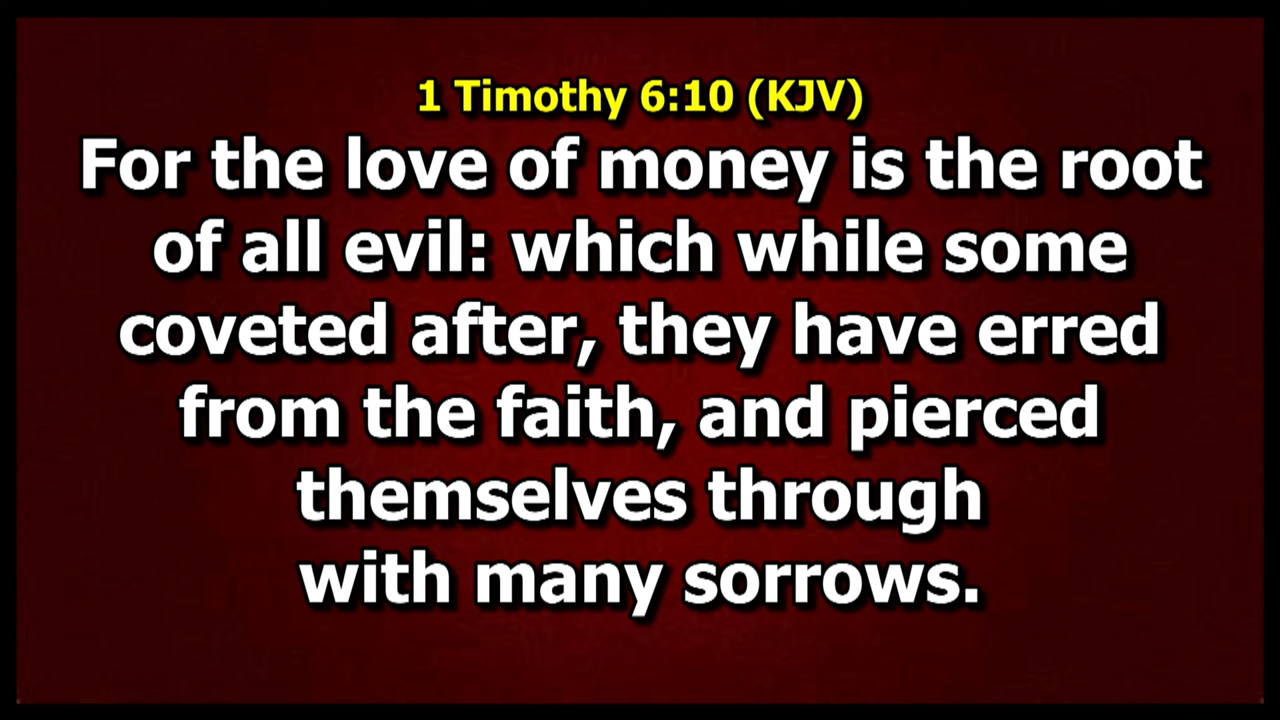 1 Timothy 6:10 (KJV)
For the love of money is the root
of all evil: which while some
coveted after, they have erred
from the faith, and pierced
themselves through
with many sorrows.